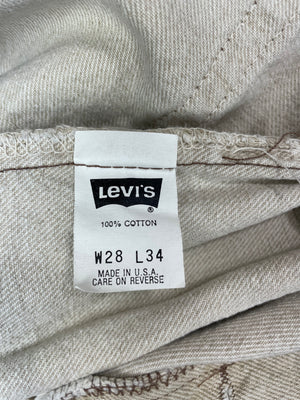 LEVI'S
®
100% COTTON
W28 L34
MADE IN U.S.A.
CARE ON REVERSE